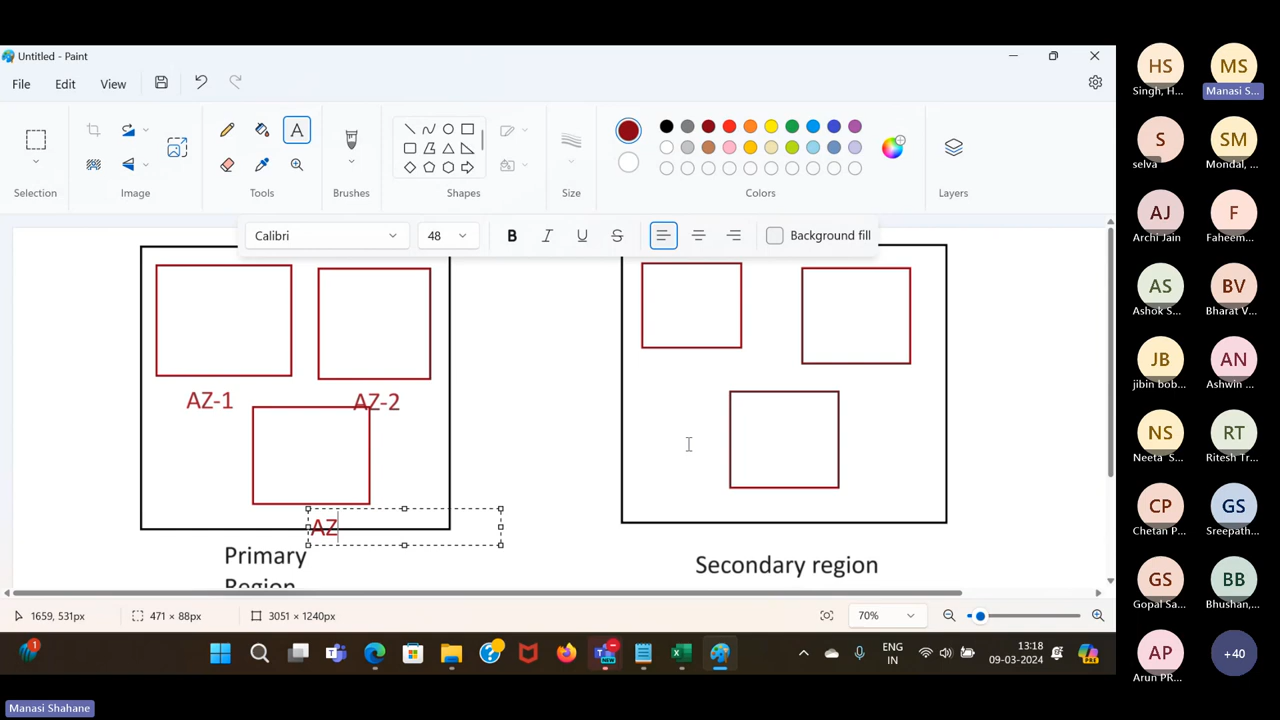 Untitled - Paint
File
Edit
View
Selection
Image
Tools
Brushes
Shapes
Size
Colors
Layers
Calibri
48
B
I
U
S
Background fill
AZ-1
AZ-2
AZ
Primary
Region
Secondary region
1659, 531px
471 × 88px
3051 × 1240px
70%
1
NEW
ENG
IN
13:18
09-03-2024
PRE
HS
Singh, H...
MS
Manasi S...
S
selva
SM
Mondal, ...
AJ
Archi Jain
F
Faheem...
AS
Ashok S...
BV
Bharat V...
JB
jibin bob...
AN
Ashwin ...
NS
Neeta S...
RT
Ritesh Tr...
CP
Chetan P...
GS
Sreepath...
GS
Gopal Sa...
BB
Bhushan,...
AP
Arun PR...
+40
Manasi Shahane